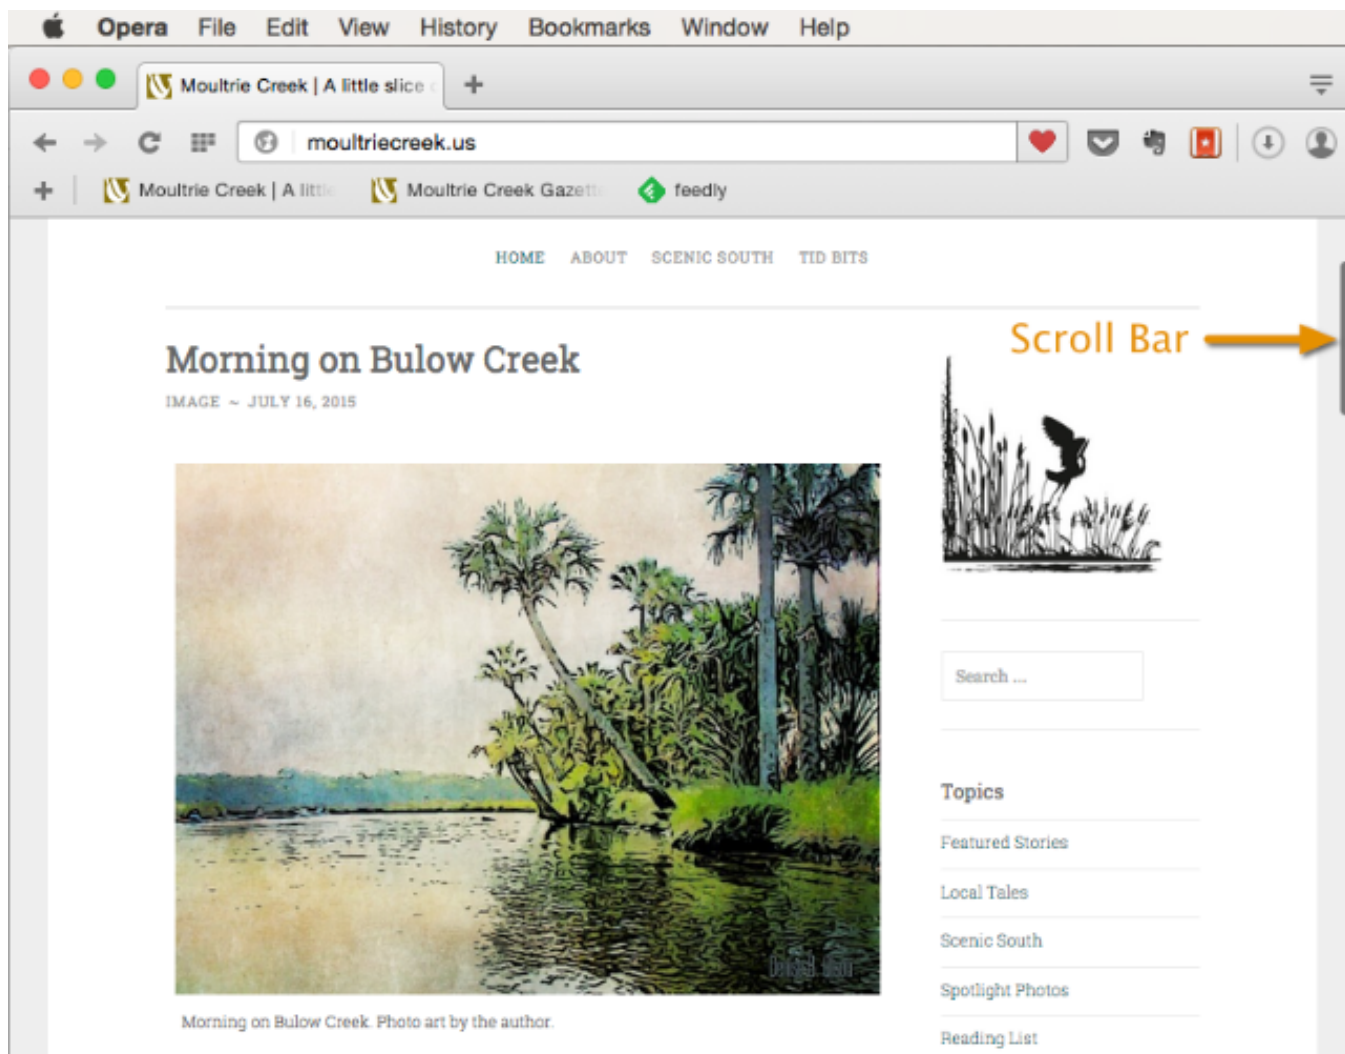 Opera File Edit View History Bookmarks Window Help
Moultrie Creek | A little slice
moultriecreek.us
Moultrie Creek | A little Moultrie Creek Gazette feedly
HOME ABOUT SCENIC SOUTH TID BITS
Scroll Bar
Morning on Bulow Creek
IMAGE ~ JULY 16, 2015
Search ...
Topics
Featured Stories
Local Tales
Scenic South
Spotlight Photos
Reading List
Morning on Bulow Creek. Photo art by the author.